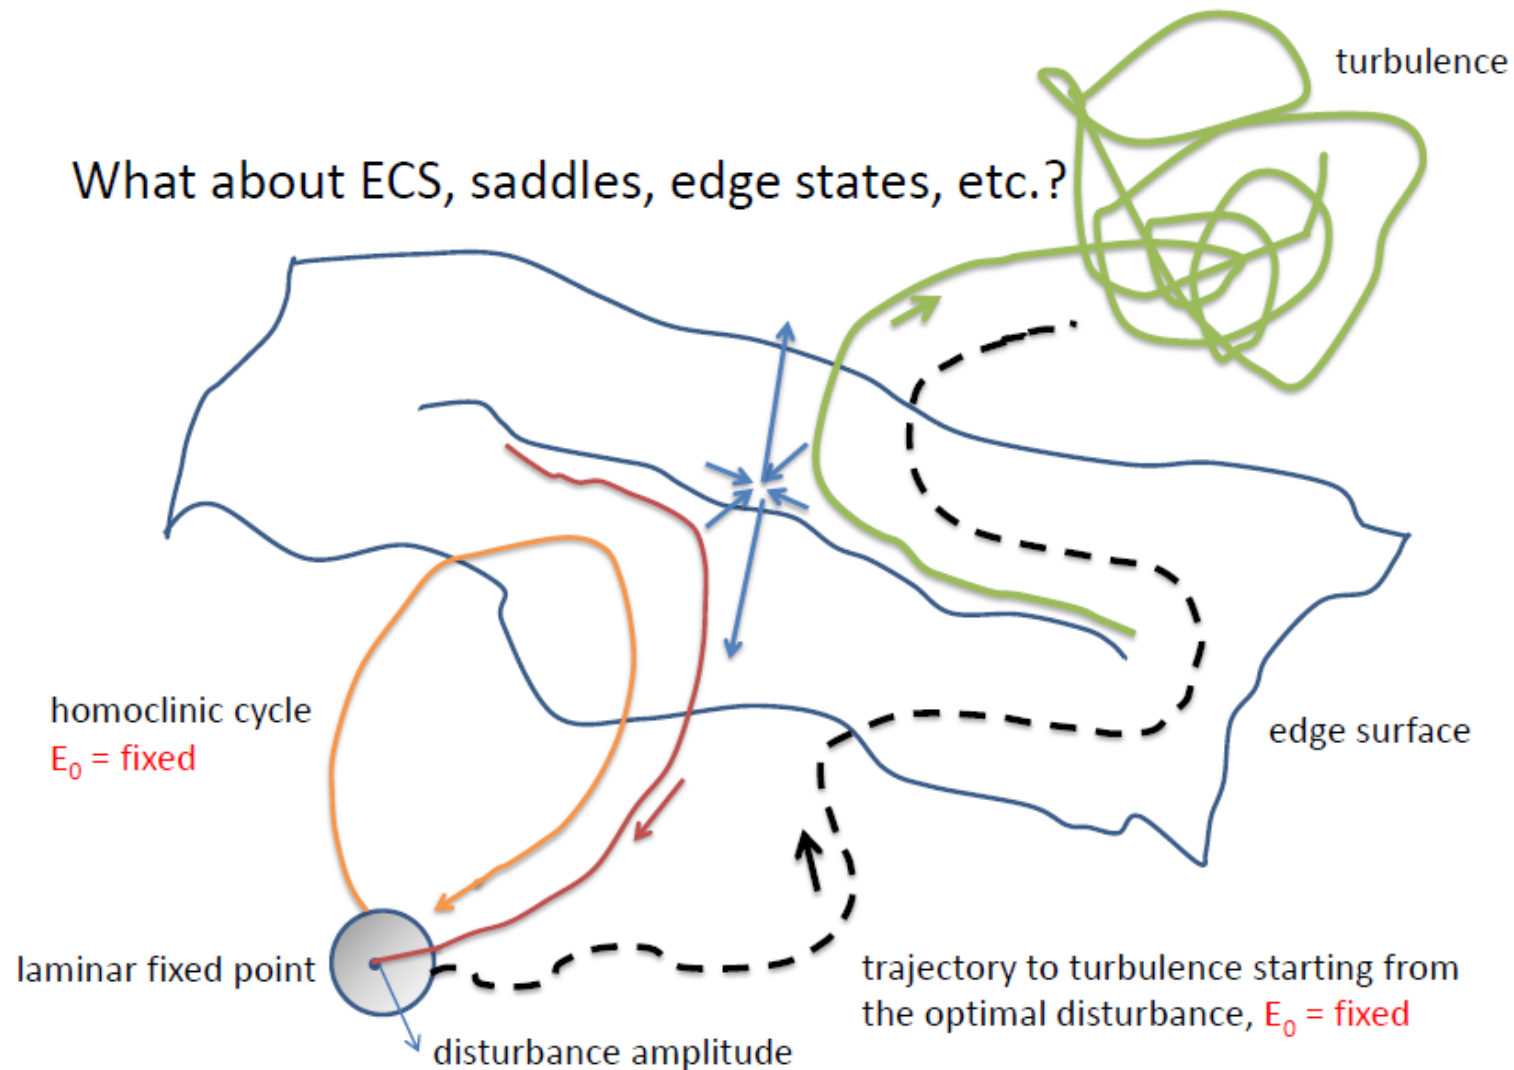 turbulence
What about ECS, saddles, edge states, etc.?
homoclinic cycle
E₀ = fixed
edge surface
laminar fixed point
trajectory to turbulence starting from
the optimal disturbance, E₀ = fixed
disturbance amplitude